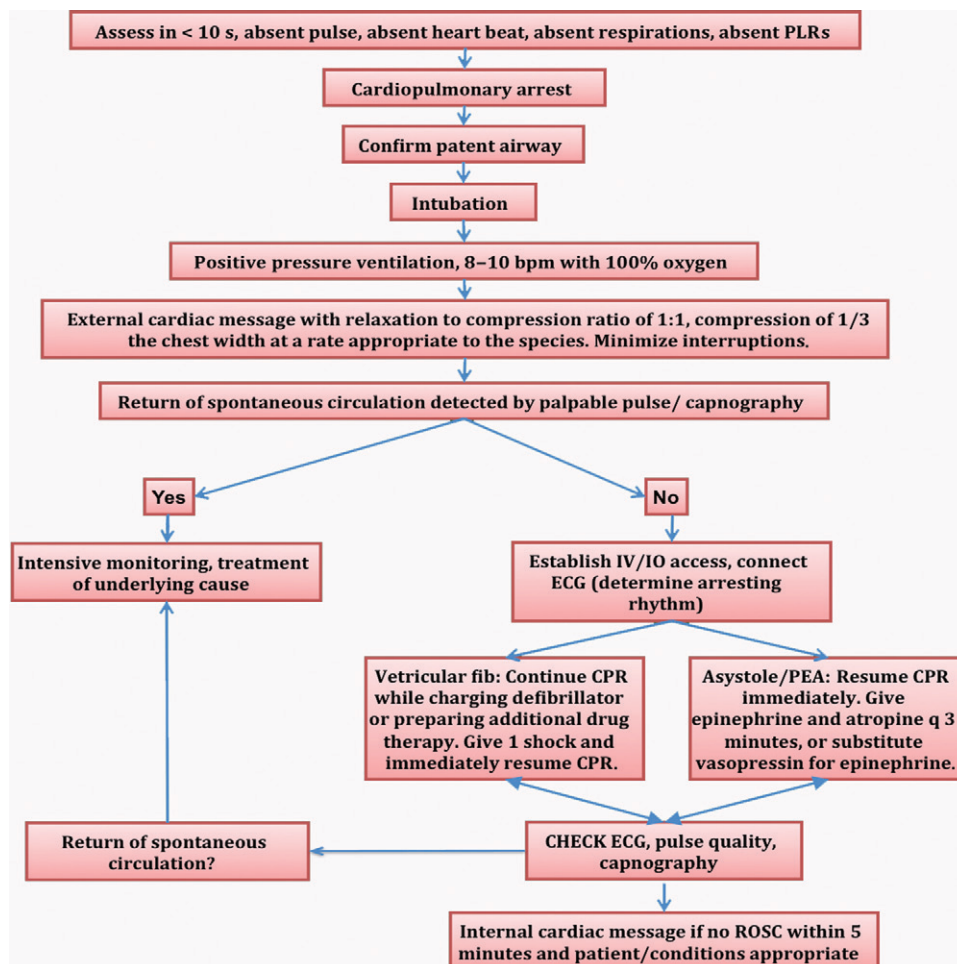 Assess in < 10 s, absent pulse, absent heart beat, absent respirations, absent PLRs
Cardiopulmonary arrest
Confirm patent airway
Intubation
Positive pressure ventilation, 8–10 bpm with 100% oxygen
External cardiac message with relaxation to compression ratio of 1:1, compression of 1/3
the chest width at a rate appropriate to the species. Minimize interruptions.
Return of spontaneous circulation detected by palpable pulse/ capnography
Yes
No
Intensive monitoring, treatment
of underlying cause
Establish IV/IO access, connect
ECG (determine arresting
rhythm)
Vetricular fib: Continue CPR
while charging defibrillator
or preparing additional drug
therapy. Give 1 shock and
immediately resume CPR.
Asystole/PEA: Resume CPR
immediately. Give
epinephrine and atropine q 3
minutes, or substitute
vasopressin for epinephrine.
Return of spontaneous
circulation?
CHECK ECG, pulse quality,
capnography
Internal cardiac message if no ROSC within 5
minutes and patient/conditions appropriate